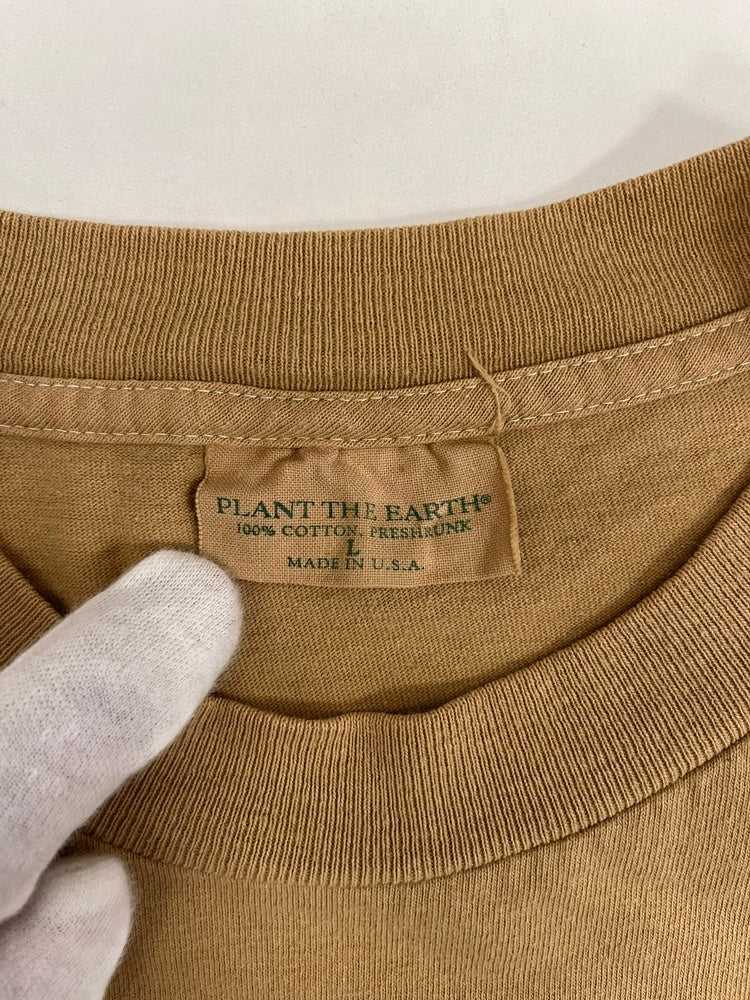 PLANT THE EARTH®
100% COTTON, PRESHRUNK
L
MADE IN U.S.A.